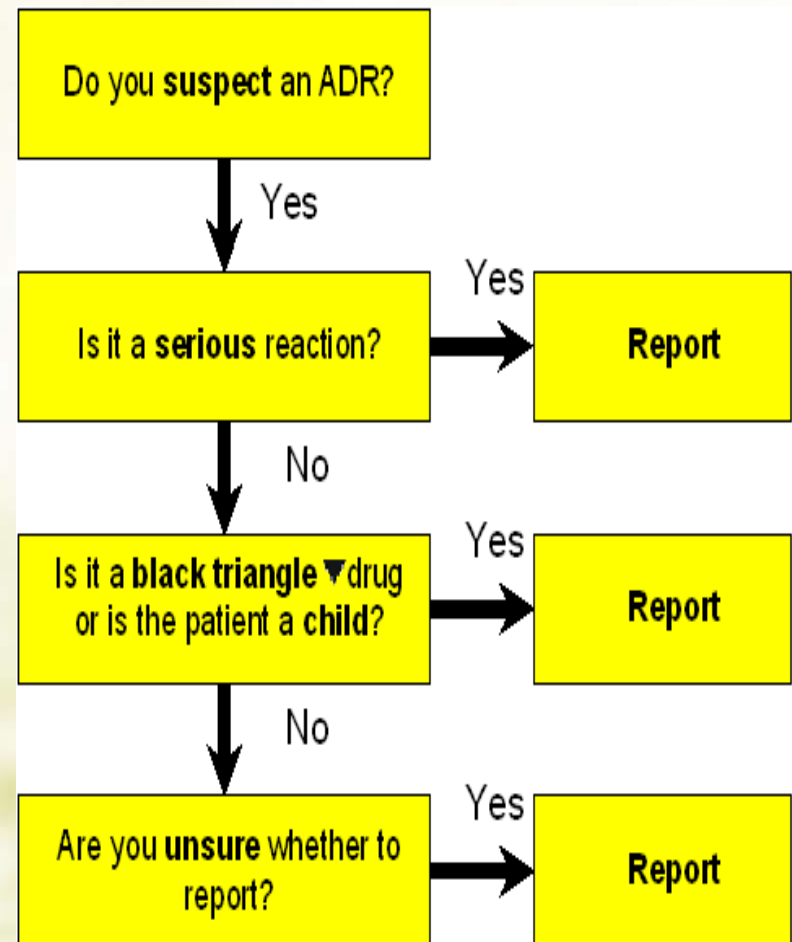 Do you suspect an ADR?
Yes
Is it a serious reaction?
Yes
Report
No
Is it a black triangle ▼drug
or is the patient a child?
Yes
Report
No
Are you unsure whether to
report?
Yes
Report